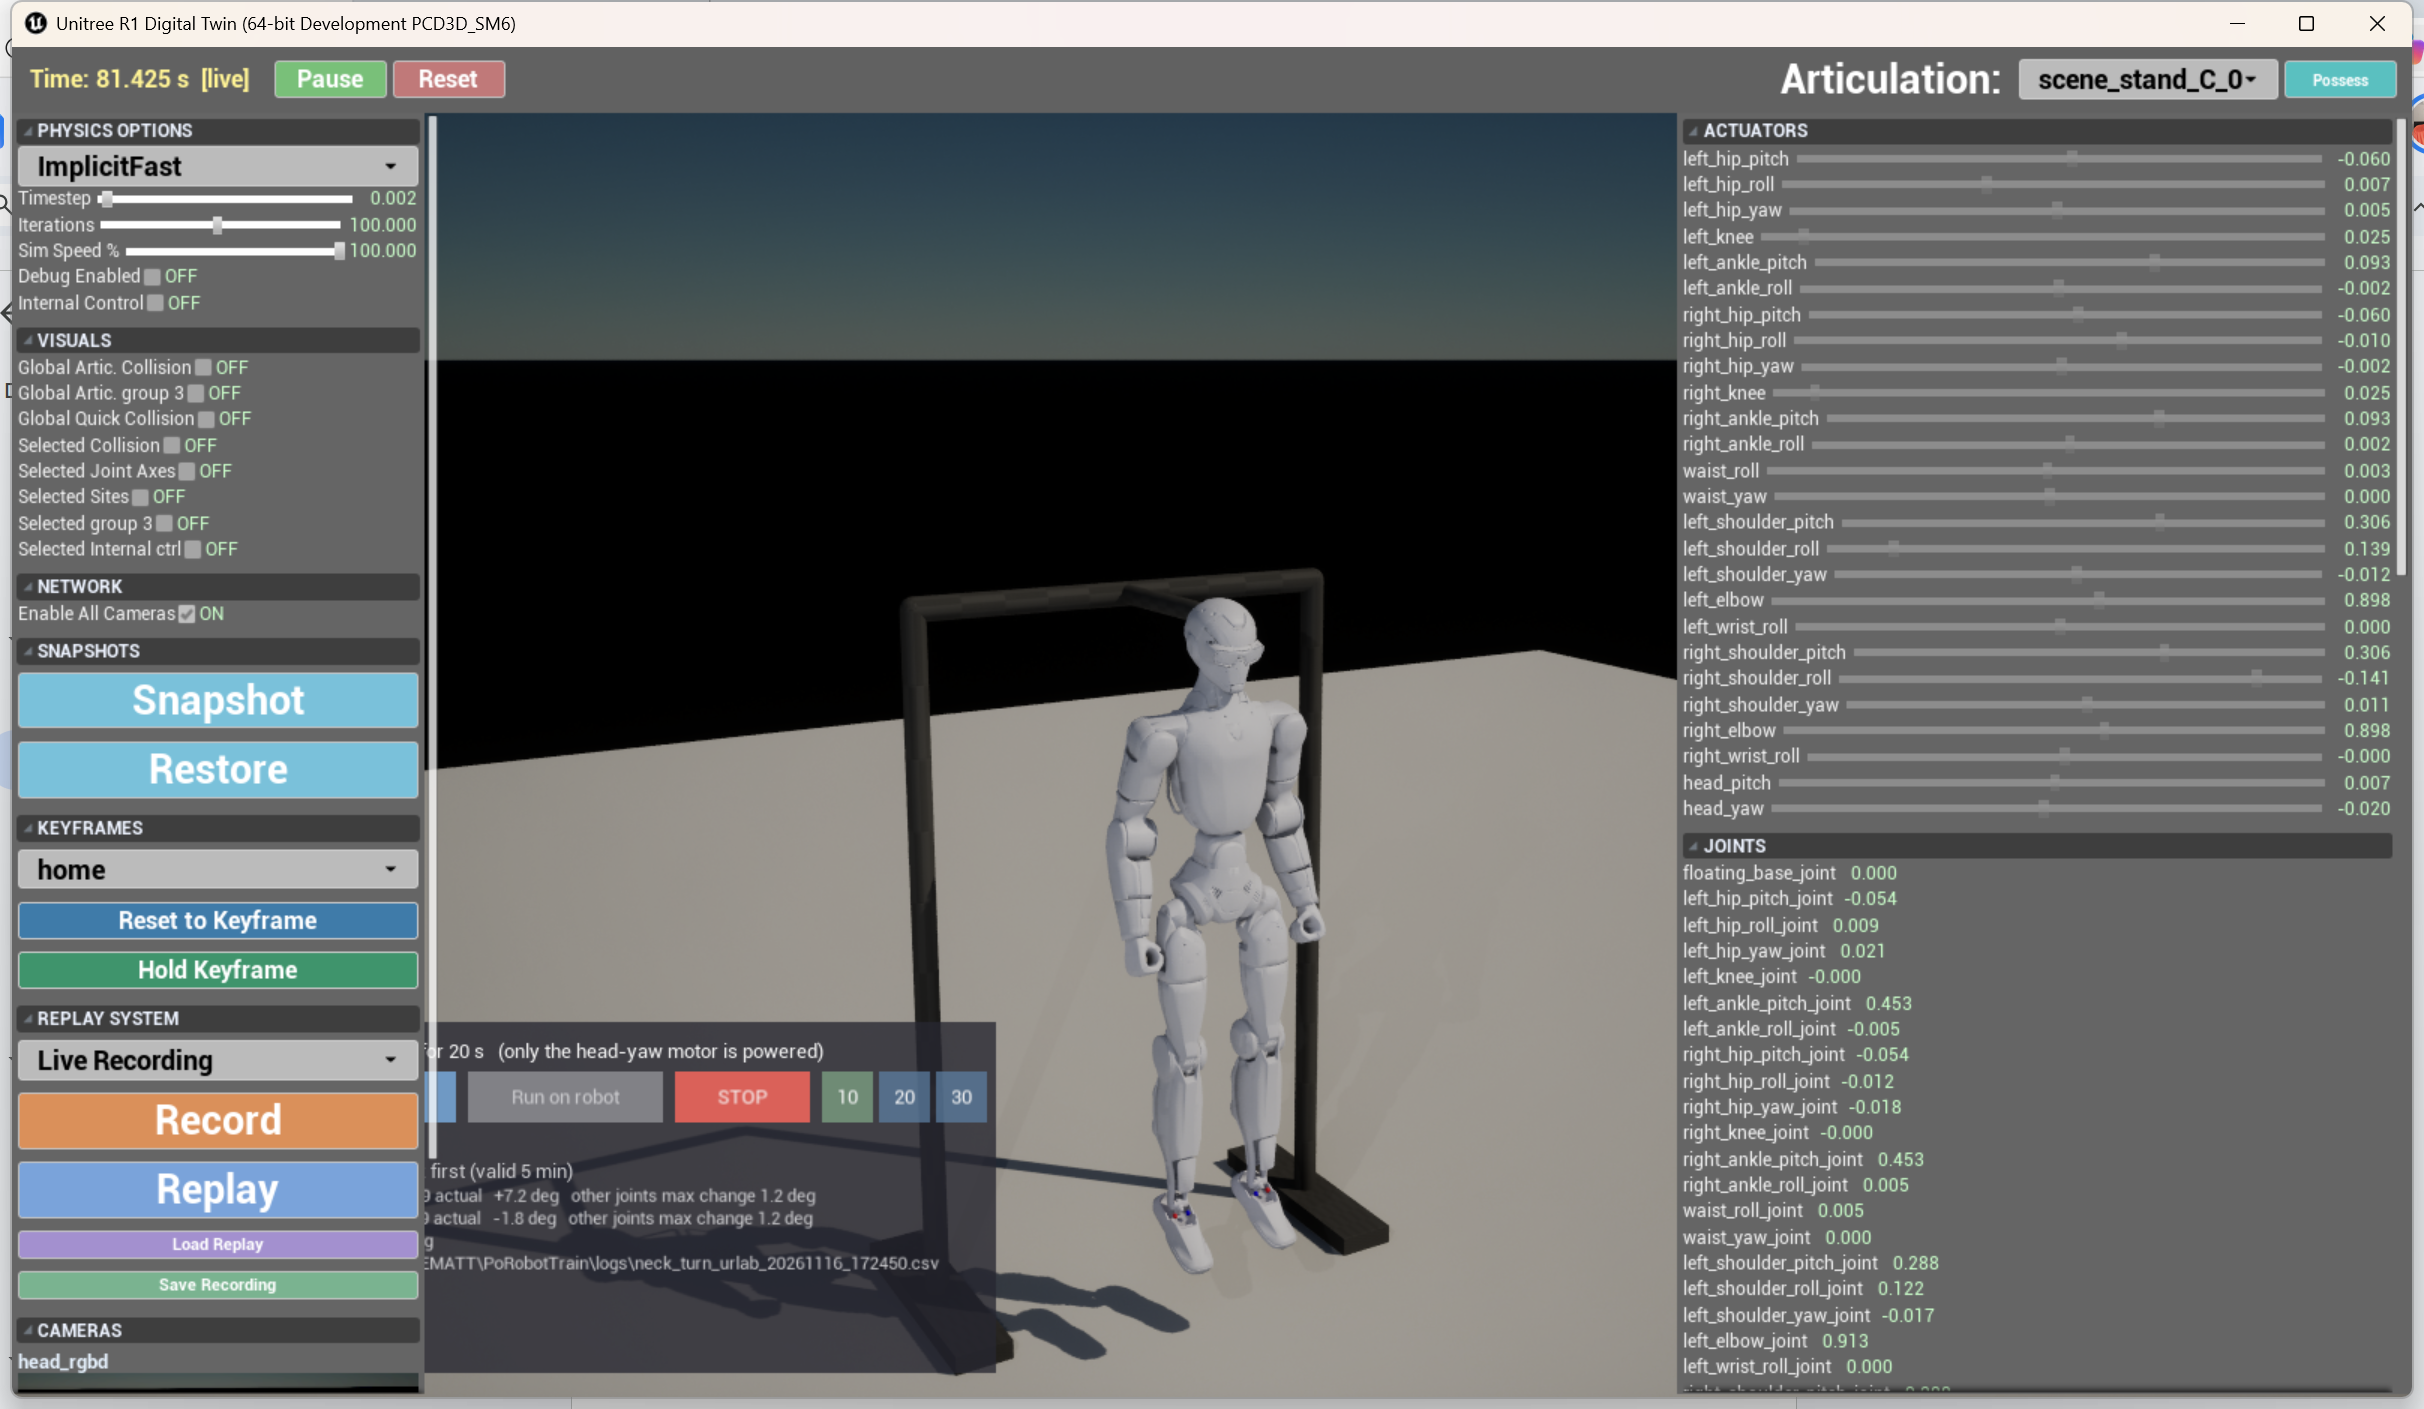 Unitree R1 Digital Twin (64-bit Development PCD3D_SM6)
Time: 81.425 s [live]
Pause
Reset
Articulation:
scene_stand_C_0
Possess
PHYSICS OPTIONS
ImplicitFast
Timestep 0.002
Iterations 100.000
Sim Speed % 100.000
Debug Enabled OFF
Internal Control OFF
VISUALS
Global Artic. Collision OFF
Global Artic. group 3 OFF
Global Quick Collision OFF
Selected Collision OFF
Selected Joint Axes OFF
Selected Sites OFF
Selected group 3 OFF
Selected Internal ctrl OFF
NETWORK
Enable All Cameras ON
SNAPSHOTS
Snapshot
Restore
KEYFRAMES
home
Reset to Keyframe
Hold Keyframe
REPLAY SYSTEM
Live Recording
Record
Replay
Load Replay
Save Recording
CAMERAS
head_rgbd
for 20 s (only the head-yaw motor is powered)
Run on robot
STOP
10
20
30
first (valid 5 min)
9 actual +7.2 deg other joints max change 1.2 deg
9 actual -1.8 deg other joints max change 1.2 deg
g
EMATT\PoRobotTrain\logs\neck_turn_urlab_20261116_172450.csv
ACTUATORS
left_hip_pitch -0.060
left_hip_roll 0.007
left_hip_yaw 0.005
left_knee 0.025
left_ankle_pitch 0.093
left_ankle_roll -0.002
right_hip_pitch -0.060
right_hip_roll -0.010
right_hip_yaw -0.002
right_knee 0.025
right_ankle_pitch 0.093
right_ankle_roll 0.002
waist_roll 0.003
waist_yaw 0.000
left_shoulder_pitch 0.306
left_shoulder_roll 0.139
left_shoulder_yaw -0.012
left_elbow 0.898
left_wrist_roll 0.000
right_shoulder_pitch 0.306
right_shoulder_roll -0.141
right_shoulder_yaw 0.011
right_elbow 0.898
right_wrist_roll -0.000
head_pitch 0.007
head_yaw -0.020
JOINTS
floating_base_joint 0.000
left_hip_pitch_joint -0.054
left_hip_roll_joint 0.009
left_hip_yaw_joint 0.021
left_knee_joint -0.000
left_ankle_pitch_joint 0.453
left_ankle_roll_joint -0.005
right_hip_pitch_joint -0.054
right_hip_roll_joint -0.012
right_hip_yaw_joint -0.018
right_knee_joint -0.000
right_ankle_pitch_joint 0.453
right_ankle_roll_joint 0.005
waist_roll_joint 0.005
waist_yaw_joint 0.000
left_shoulder_pitch_joint 0.288
left_shoulder_roll_joint 0.122
left_shoulder_yaw_joint -0.017
left_elbow_joint 0.913
left_wrist_roll_joint 0.000